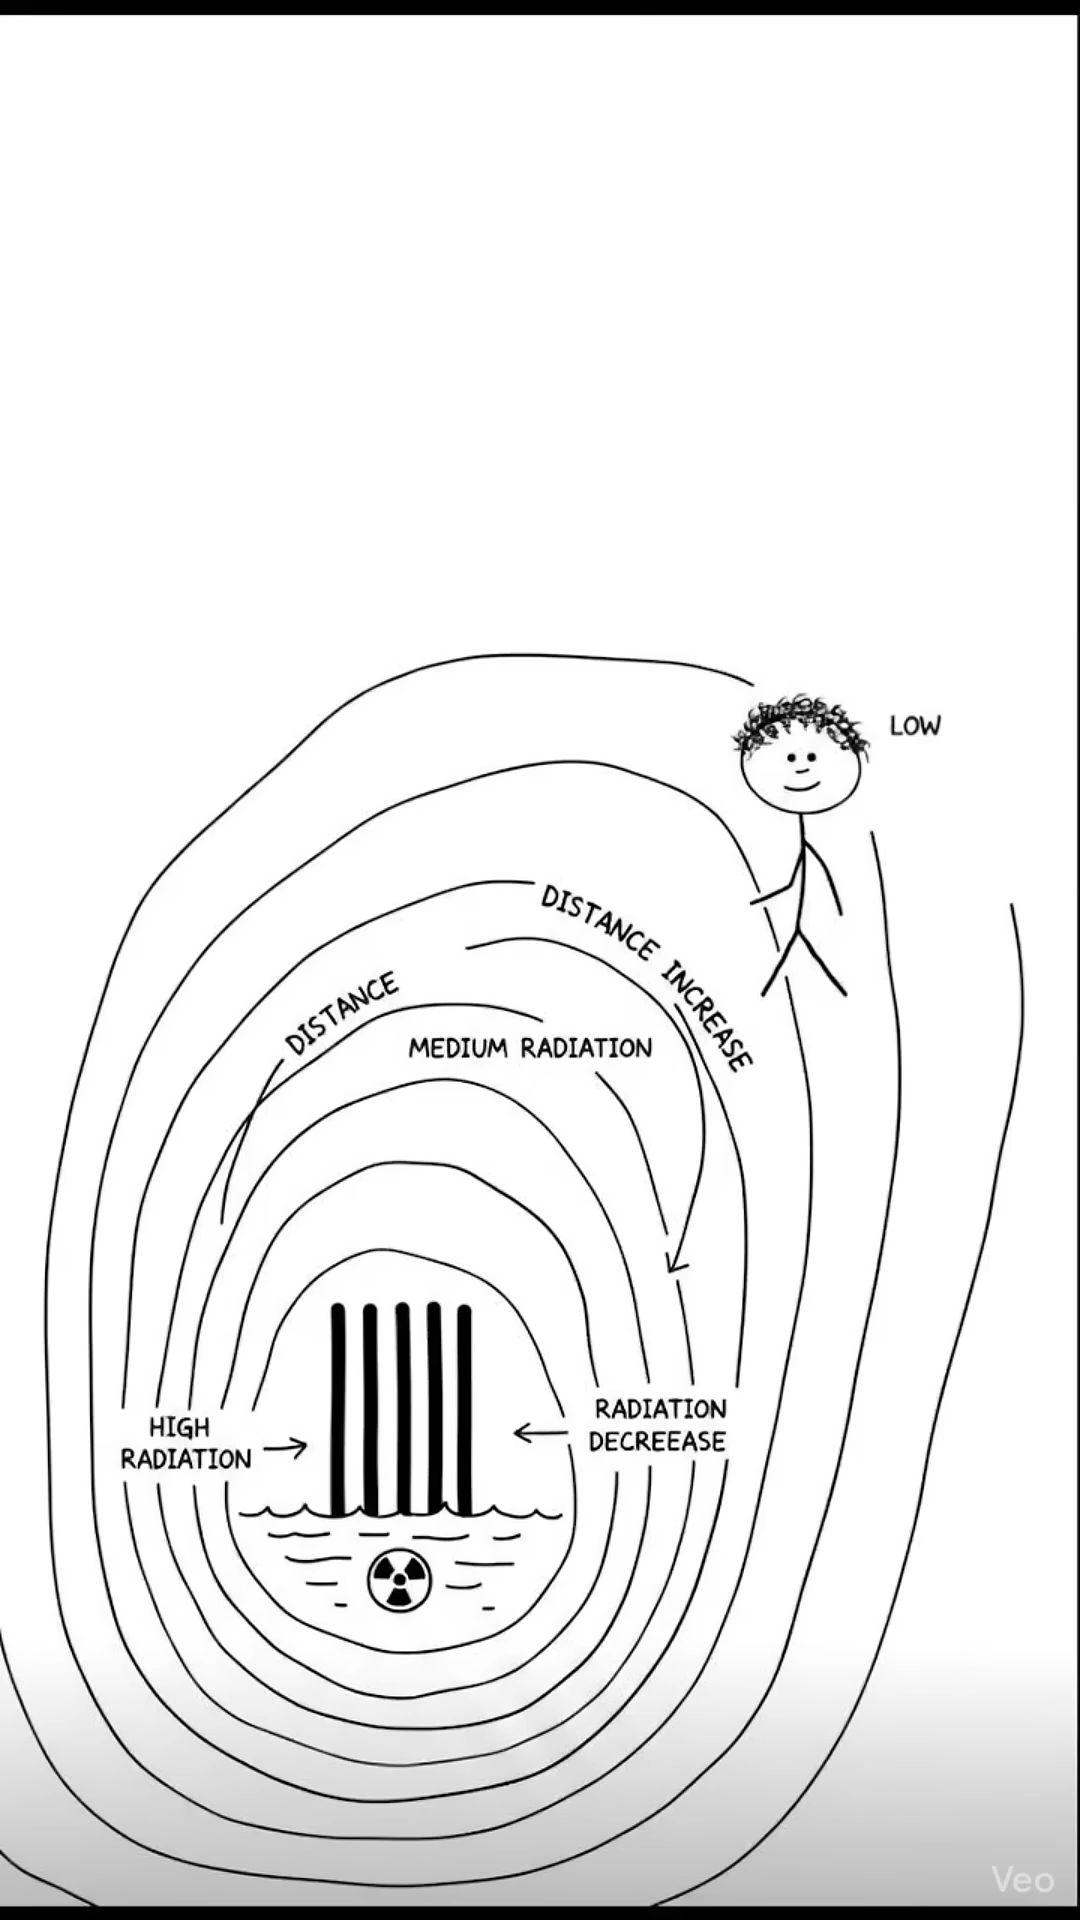 LOW
DISTANCE INCREASE
DISTANCE
MEDIUM RADIATION
HIGH
RADIATION
RADIATION
DECREEASE
Veo